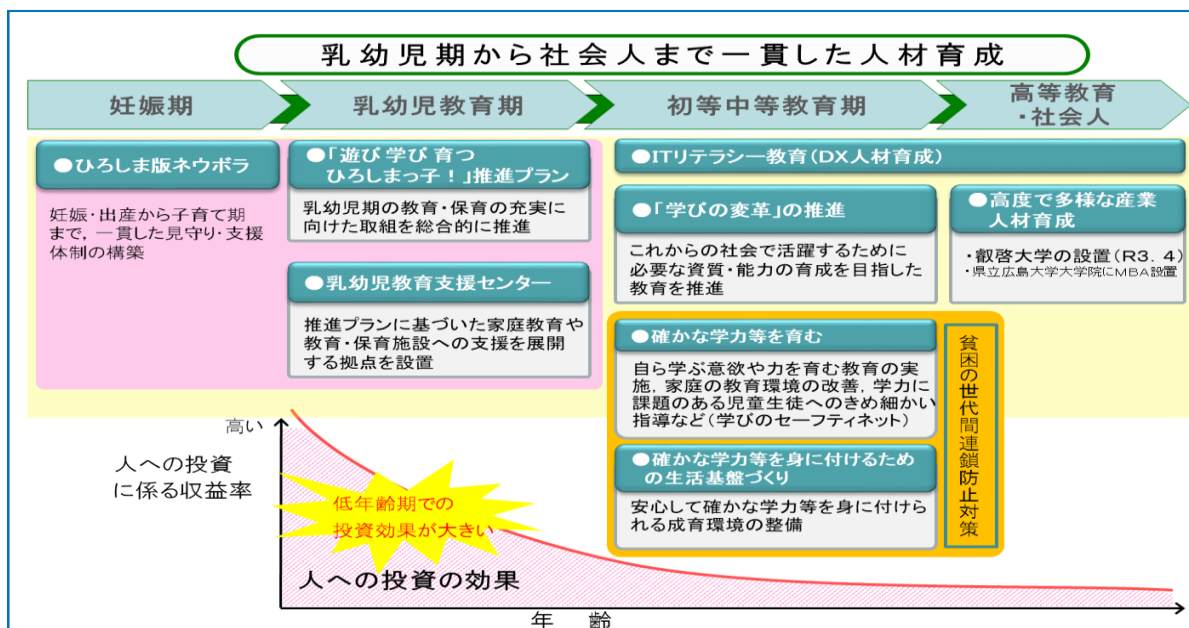 乳幼児期から社会人まで一貫した人材育成
妊娠期
乳幼児教育期
初等中等教育期
高等教育
・社会人
●ひろしま版ネウボラ
妊娠・出産から子育て期
まで，一貫した見守り・支援
体制の構築
●「遊び 学び 育つ
ひろしまっ子！」推進プラン
乳幼児期の教育・保育の充実に
向けた取組を総合的に推進
●乳幼児教育支援センター
推進プランに基づいた家庭教育や
教育・保育施設への支援を展開
する拠点を設置
●ITリテラシー教育（DX人材育成）
●「学びの変革」の推進
これからの社会で活躍するために
必要な資質・能力の育成を目指した
教育を推進
●高度で多様な産業
人材育成
・叡啓大学の設置（R3．4）
・県立広島大学大学院にMBA設置
●確かな学力等を育む
自ら学ぶ意欲や力を育む教育の実
施，家庭の教育環境の改善，学力に
課題のある児童生徒へのきめ細かい
指導など（学びのセーフティネット）
●確かな学力等を身に付けるため
の生活基盤づくり
安心して確かな学力等を身に付けら
れる成育環境の整備
貧困の世代間連鎖防止対策
高い
人への投資
に係る収益率
低年齢期での
投資効果が大きい
人への投資の効果
年 齢